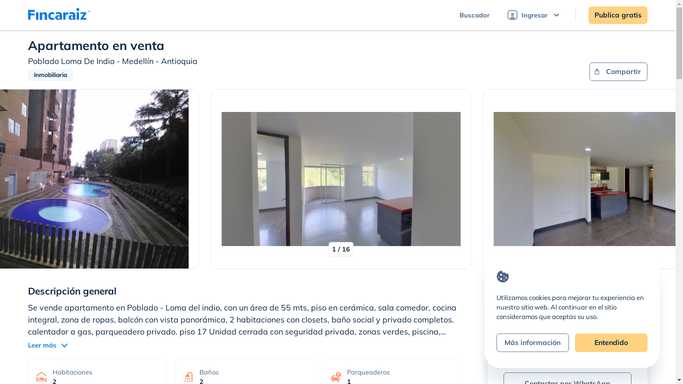 Fincaraiz
Buscador
Ingresar
Publica gratis
Apartamento en venta
Poblado Loma De Indio - Medellín - Antioquia
Inmobiliaria
Compartir
1 / 16
Descripción general
Se vende apartamento en Poblado - Loma del indio, con un área de 55 mts, piso en cerámica, sala comedor, cocina
integral, zona de ropas, balcón con vista panorámica, 2 habitaciones con closets, baño social y privado completos.
calentador a gas, parqueadero privado. piso 17 Unidad cerrada con seguridad privada, zonas verdes, piscina,...
Leer más
Habitaciones
2
Baños
2
Parqueaderos
1
Utilizamos cookies para mejorar tu experiencia en
nuestro sitio web. Al continuar en el sitio
consideramos que aceptas su uso.
Más información
Entendido
Contactar por WhatsApp